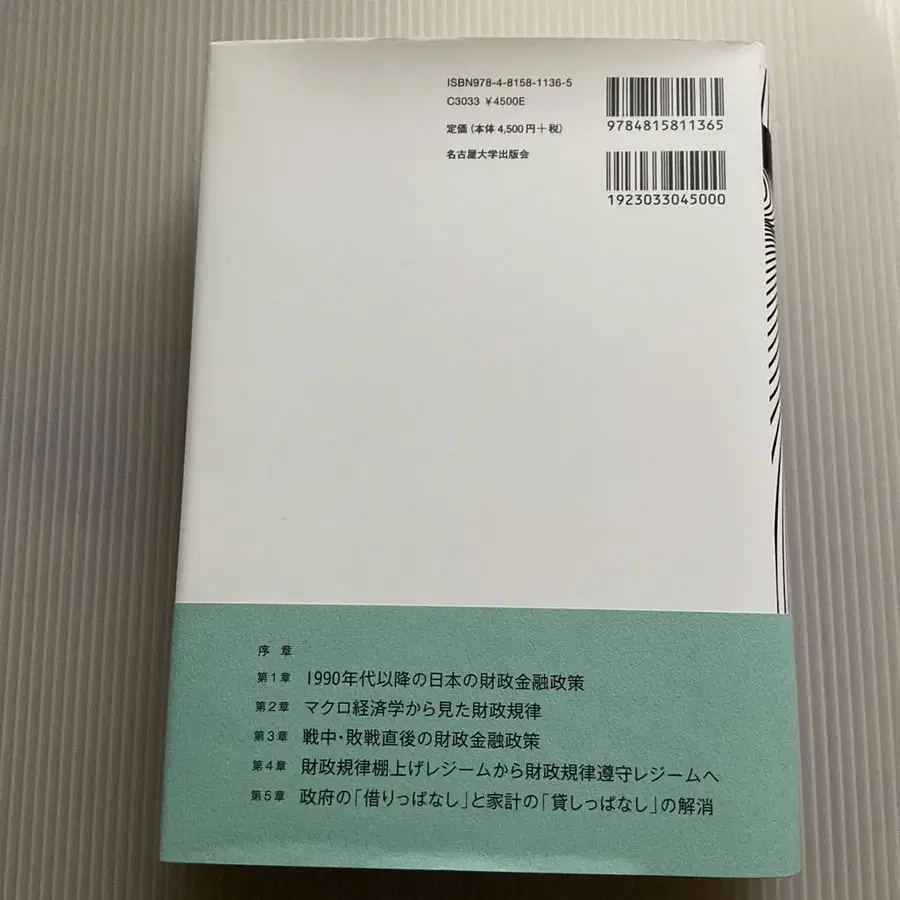 ISBN978-4-8158-1136-5
C3033 ¥4500E
定価(本体4,500円+税)
名古屋大学出版会
9784815811365
1923033045000
序 章
第1章 1990年代以降の日本の財政金融政策
第2章 マクロ経済学から見た財政規律
第3章 戦中・敗戦直後の財政金融政策
第4章 財政規律棚上げレジームから財政規律遵守レジームへ
第5章 政府の「借りっぱなし」と家計の「貸しっぱなし」の解消